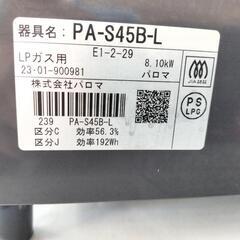 器具名: PA-S45B-L
LPガス用 E1-2-29
23·01-900981 8.10kW
パロマ
株式会社パロマ
239 PA-S45B-L
区分C 効率56.3%
区分J 効率192Wh
JIA
PS
LPG